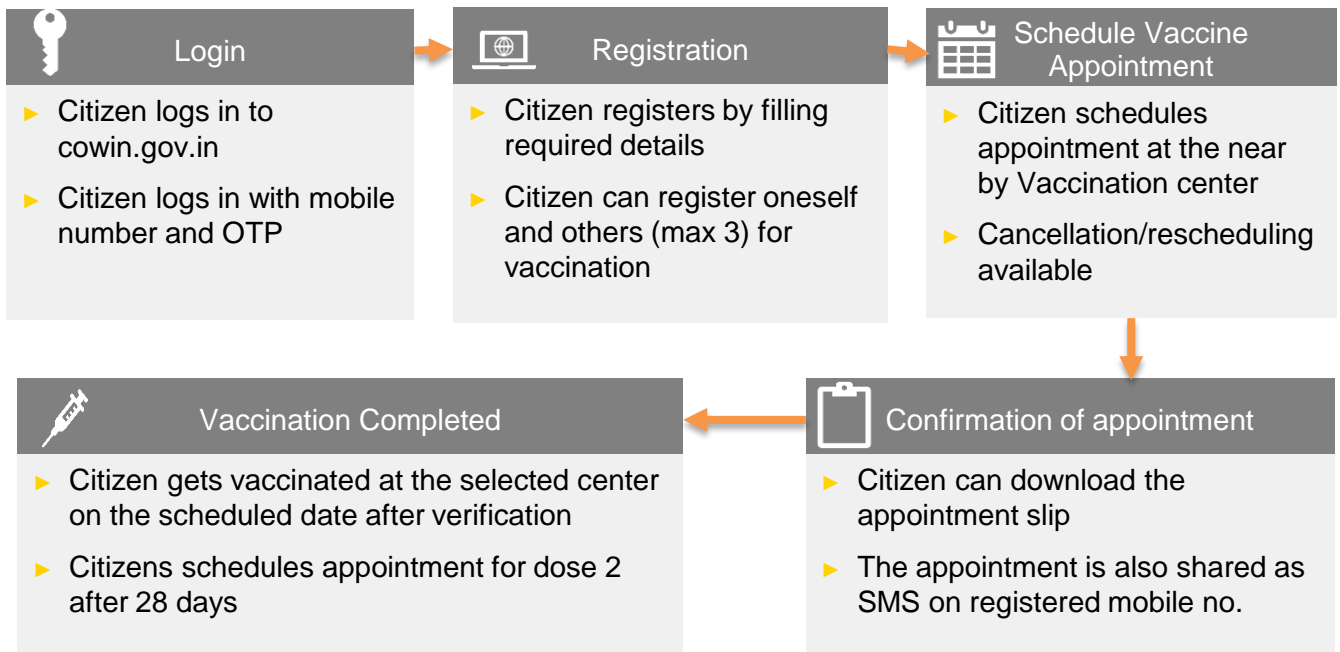 Login
► Citizen logs in to
cowin.gov.in
► Citizen logs in with mobile
number and OTP
Registration
► Citizen registers by filling
required details
► Citizen can register oneself
and others (max 3) for
vaccination
Schedule Vaccine
Appointment
► Citizen schedules
appointment at the near
by Vaccination center
► Cancellation/rescheduling
available
Confirmation of appointment
► Citizen can download the
appointment slip
► The appointment is also shared as
SMS on registered mobile no.
Vaccination Completed
► Citizen gets vaccinated at the selected center
on the scheduled date after verification
► Citizens schedules appointment for dose 2
after 28 days